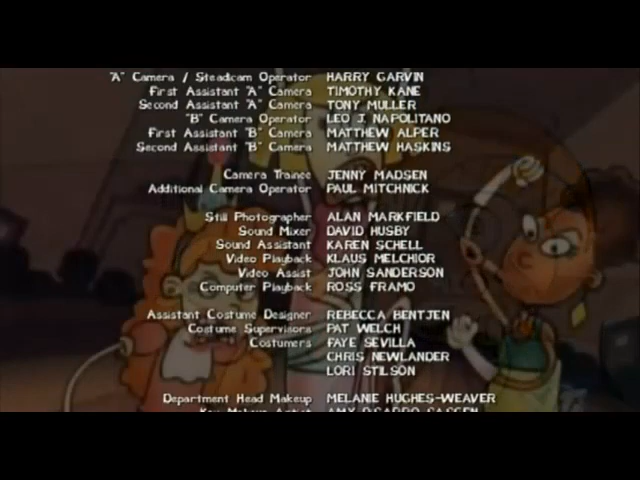 "A" Camera / Steadicam Operator HARRY GARVIN
First Assistant "A" Camera TIMOTHY KANE
Second Assistant "A" Camera TONY MULLER
"B" Camera Operator LEO J. NAPOLITANO
First Assistant "B" Camera MATTHEW ALPER
Second Assistant "B" Camera MATTHEW HASKINS
Camera Trainee JENNY MADSEN
Additional Camera Operator PAUL MITCHNICK
Still Photographer ALAN MARKFIELD
Sound Mixer DAVID HUSBY
Sound Assistant KAREN SCHELL
Video Playback KLAUS MELCHIOR
Video Assist JOHN SANDERSON
Computer Playback ROSS FRAMO
Assistant Costume Designer REBECCA BENTJEN
Costume Supervisors PAT WELCH
Costumers FAYE SEVILLA
CHRIS NEWLANDER
LORI STILSON
Department Head Makeup MELANIE HUGHES-WEAVER
Key Makeup Artist AMY